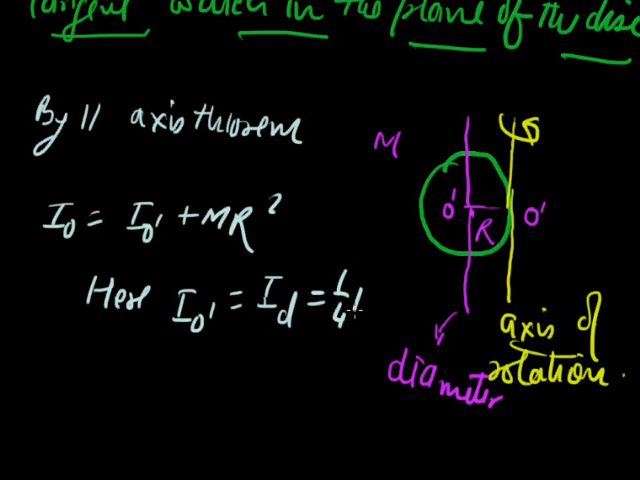 tangent which in the plane of the disc
By || axis thiorem
M
I₀ = I₀' + MR²
O' R O'
Here I₀' = I_d = 1/4
axis of
rotation.
diameter